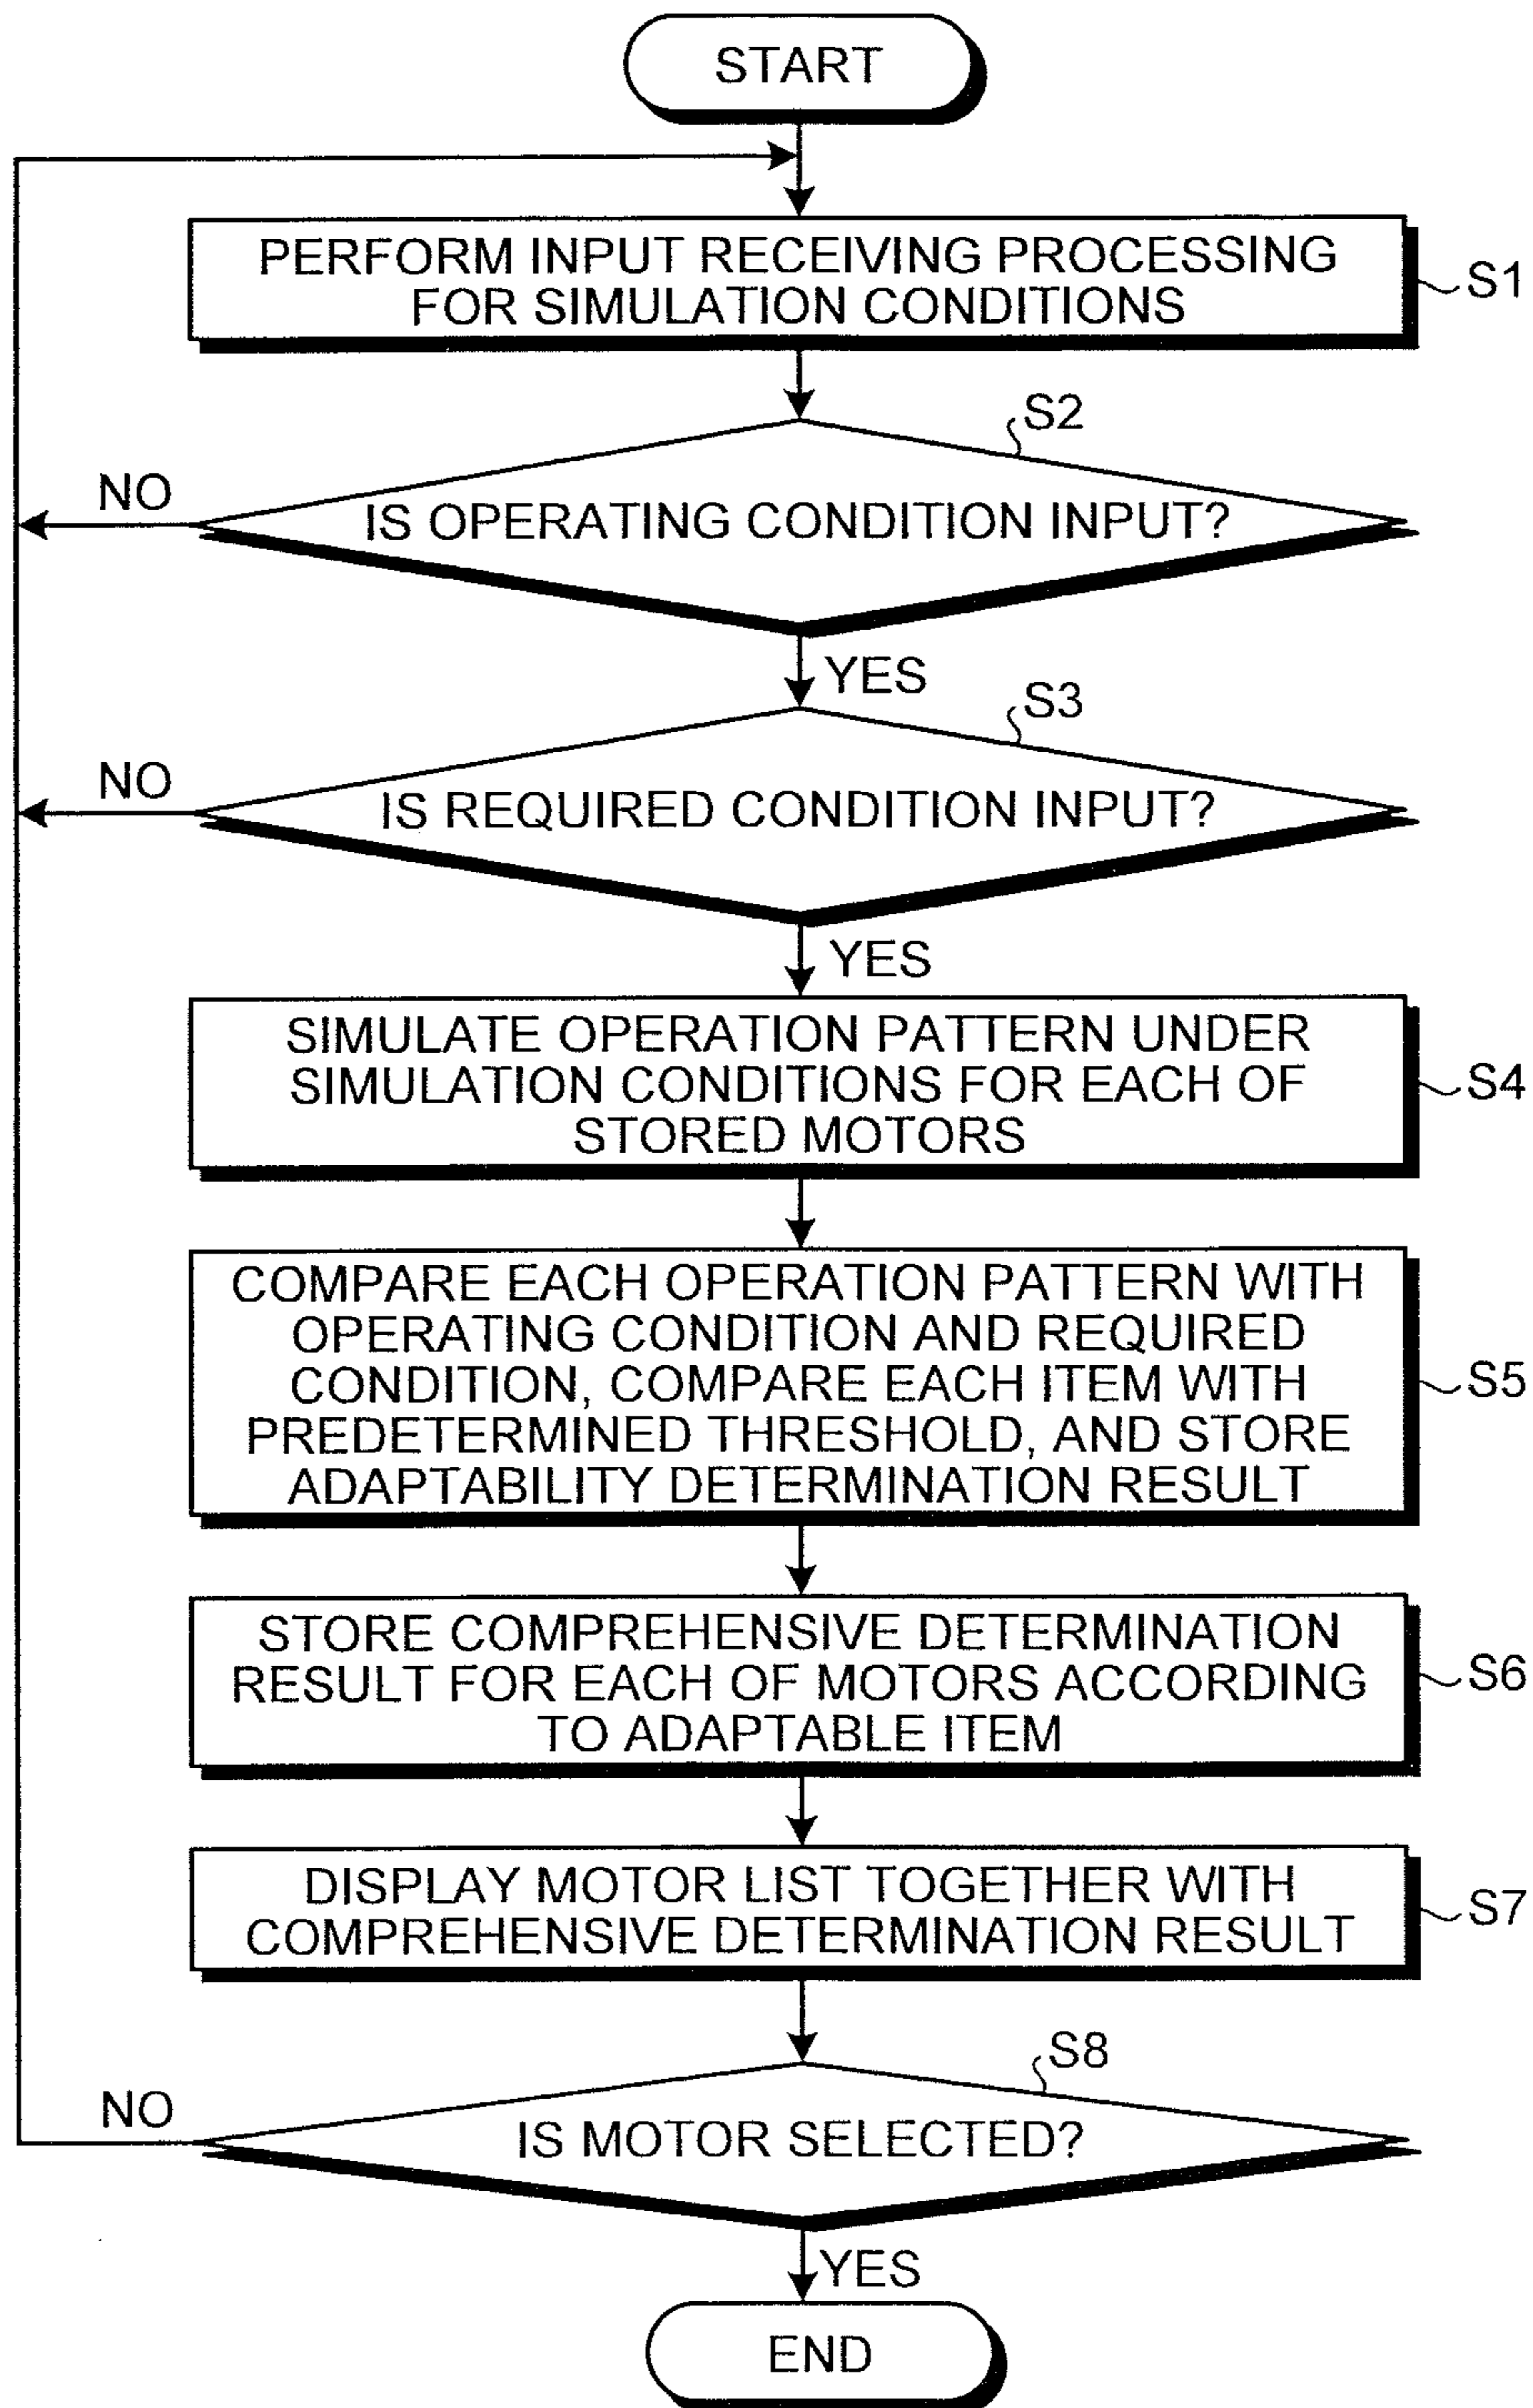 START
PERFORM INPUT RECEIVING PROCESSING
FOR SIMULATION CONDITIONS
S1
S2
NO
IS OPERATING CONDITION INPUT?
YES
S3
NO
IS REQUIRED CONDITION INPUT?
YES
SIMULATE OPERATION PATTERN UNDER
SIMULATION CONDITIONS FOR EACH OF
STORED MOTORS
S4
COMPARE EACH OPERATION PATTERN WITH
OPERATING CONDITION AND REQUIRED
CONDITION, COMPARE EACH ITEM WITH
PREDETERMINED THRESHOLD, AND STORE
ADAPTABILITY DETERMINATION RESULT
S5
STORE COMPREHENSIVE DETERMINATION
RESULT FOR EACH OF MOTORS ACCORDING
TO ADAPTABLE ITEM
S6
DISPLAY MOTOR LIST TOGETHER WITH
COMPREHENSIVE DETERMINATION RESULT
S7
S8
NO
IS MOTOR SELECTED?
YES
END